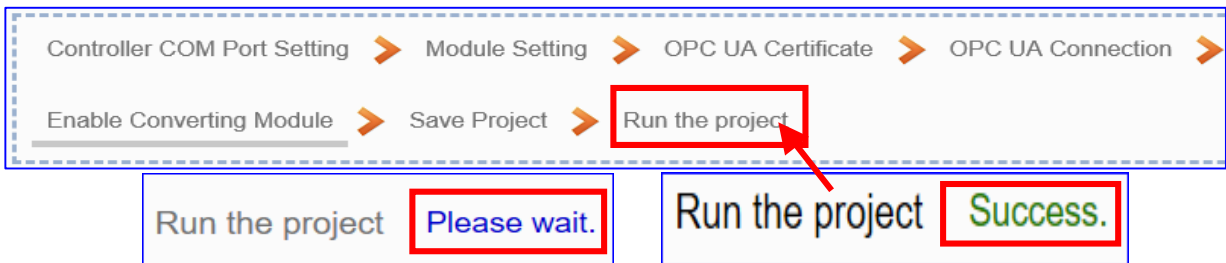 Controller COM Port Setting Module Setting OPC UA Certificate OPC UA Connection
Enable Converting Module Save Project Run the project
Run the project Please wait.
Run the project Success.